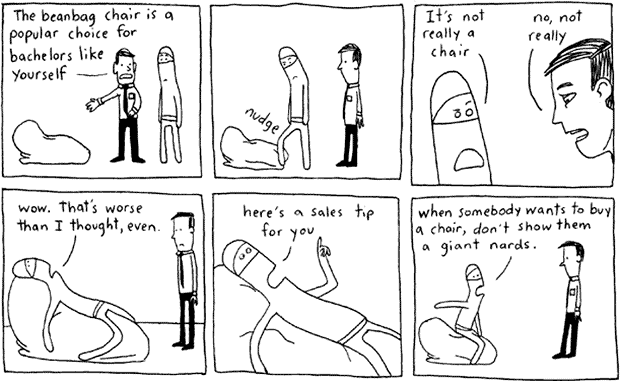 The beanbag chair is a
popular choice for
bachelors like
yourself
nudge
It's not
really a
chair
no, not
really
wow. That's worse
than I thought, even.
here's a sales tip
for you
when somebody wants to buy
a chair, don't show them
a giant nards.